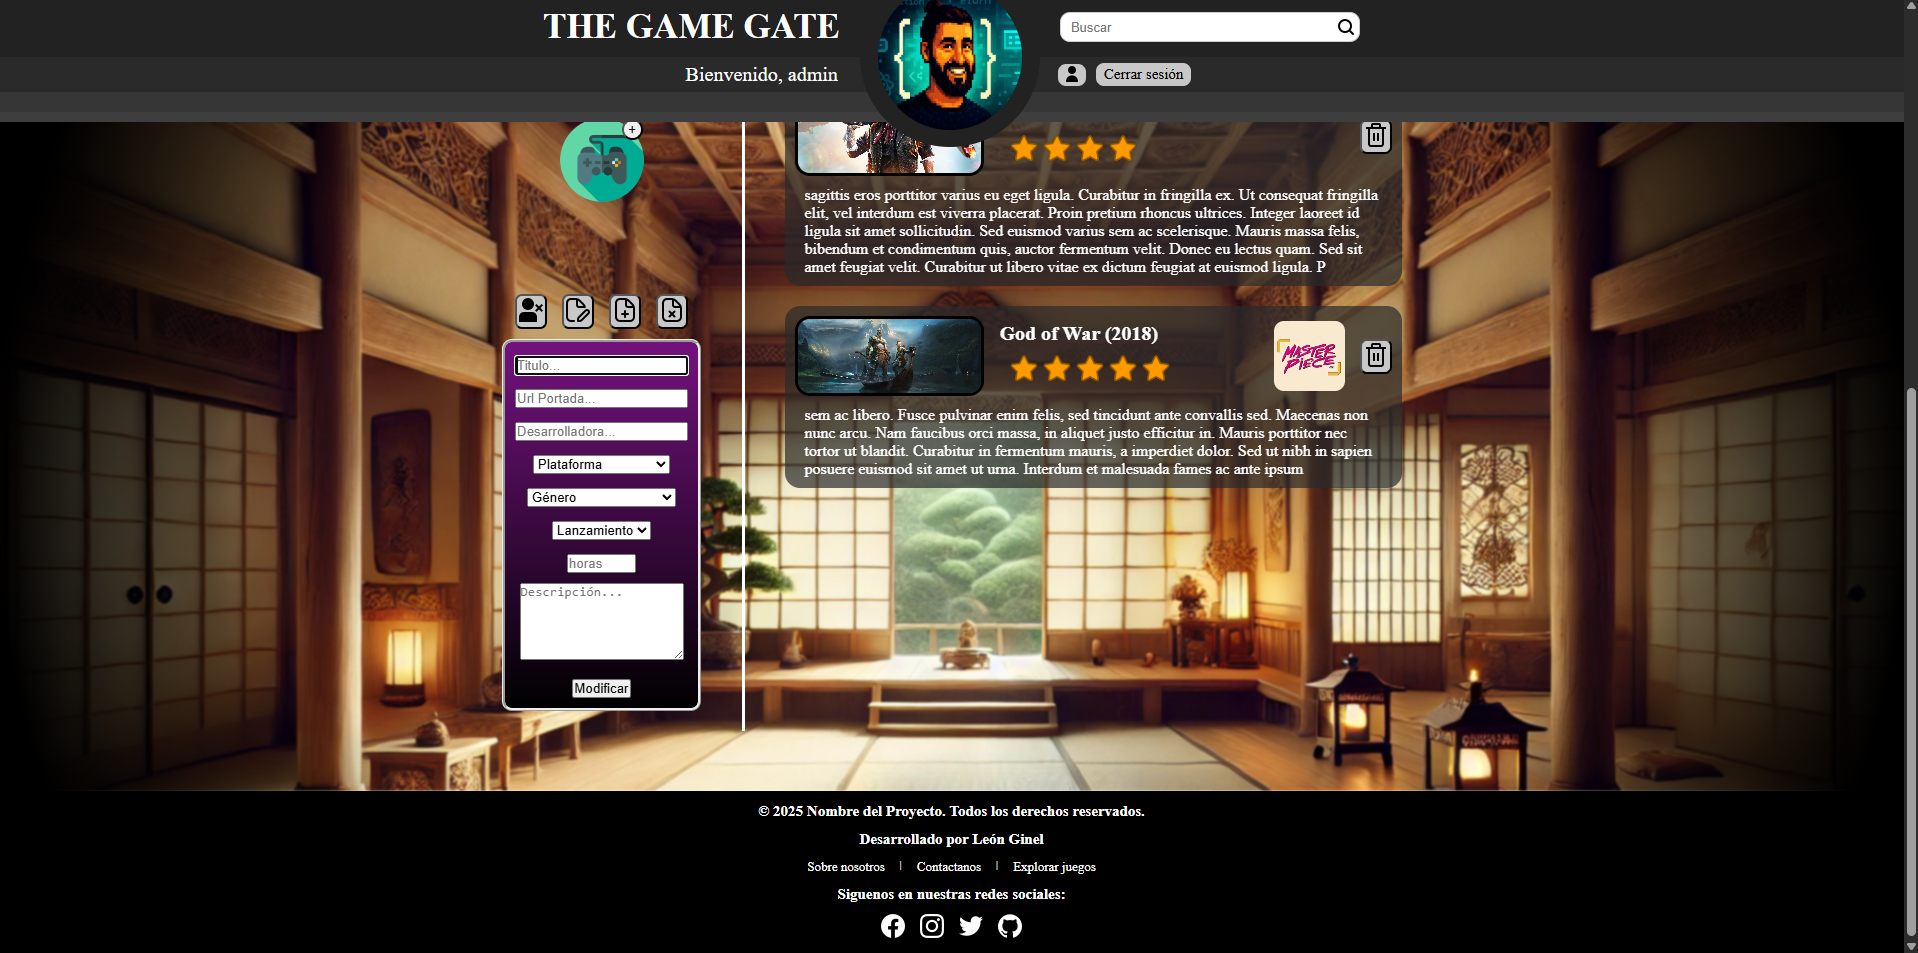 THE GAME GATE
Buscar
Bienvenido, admin
Cerrar sesión
+
sagittis eros porttitor varius eu eget ligula. Curabitur in fringilla ex. Ut consequat fringilla
elit, vel interdum est viverra placerat. Proin pretium rhoncus ultrices. Integer laoreet id
ligula sit amet sollicitudin. Sed euismod varius sem ac scelerisque. Mauris massa felis,
bibendum et condimentum quis, auctor fermentum velit. Donec eu lectus quam. Sed sit
amet feugiat velit. Curabitur ut libero vitae ex dictum feugiat at euismod ligula. P
Titulo...
Url Portada...
Desarrolladora...
Plataforma
Género
Lanzamiento
horas
Descripción...
Modificar
God of War (2018)
MASTER
PIECE
sem ac libero. Fusce pulvinar enim felis, sed tincidunt ante convallis sed. Maecenas non
nunc arcu. Nam faucibus orci massa, in aliquet justo efficitur in. Mauris porttitor nec
tortor ut blandit. Curabitur in fermentum mauris, a imperdiet dolor. Sed ut nibh in sapien
posuere euismod sit amet ut urna. Interdum et malesuada fames ac ante ipsum
© 2025 Nombre del Proyecto. Todos los derechos reservados.
Desarrollado por León Ginel
Sobre nosotros | Contactanos | Explorar juegos
Siguenos en nuestras redes sociales: